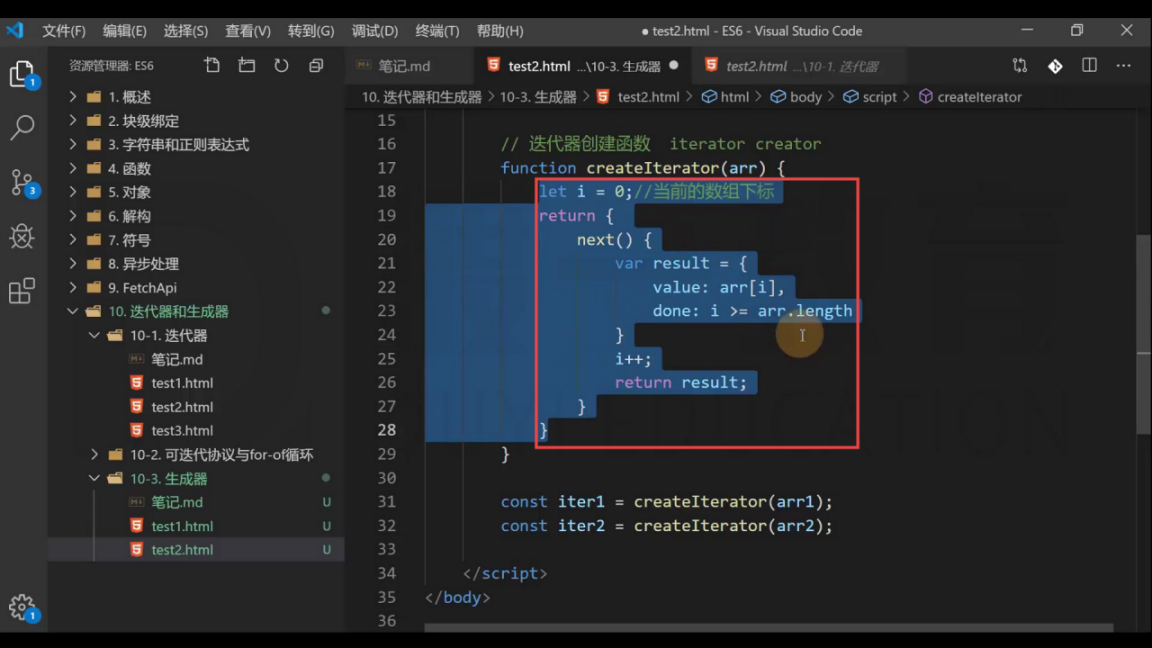 文件(F) 编辑(E) 选择(S) 查看(V) 转到(G) 调试(D) 终端(T) 帮助(H) ● test2.html - ES6 - Visual Studio Code
资源管理器: ES6
笔记.md test2.html ...\10-3. 生成器 ● test2.html ...\10-1. 迭代器
10. 迭代器和生成器 > 10-3. 生成器 > test2.html > html > body > script > createIterator
1. 概述
2. 块级绑定
3. 字符串和正则表达式
4. 函数
5. 对象
6. 解构
7. 符号
8. 异步处理
9. FetchApi
10. 迭代器和生成器
10-1. 迭代器
笔记.md
test1.html
test2.html
test3.html
10-2. 可迭代协议与for-of循环
10-3. 生成器
笔记.md U
test1.html U
test2.html U
1
3
1
15
16 // 迭代器创建函数 iterator creator
17 function createIterator(arr) {
18 let i = 0;//当前的数组下标
19 return {
20 next() {
21 var result = {
22 value: arr[i],
23 done: i >= arr.length
24 }
25 i++;
26 return result;
27 }
28 }
29 }
30
31 const iter1 = createIterator(arr1);
32 const iter2 = createIterator(arr2);
33
34 </script>
35 </body>
36